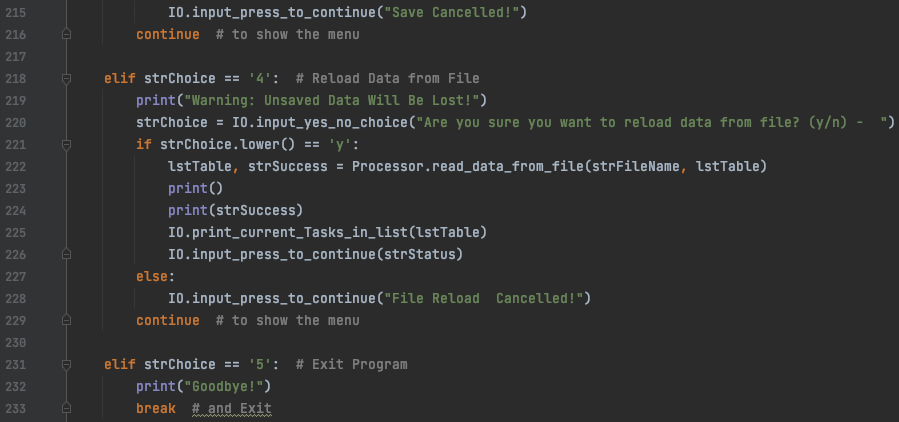 215 IO.input_press_to_continue("Save Cancelled!")
216 continue  # to show the menu
217
218 elif strChoice == '4':  # Reload Data from File
219 print("Warning: Unsaved Data Will Be Lost!")
220 strChoice = IO.input_yes_no_choice("Are you sure you want to reload data from file? (y/n) -  ")
221 if strChoice.lower() == 'y':
222 lstTable, strSuccess = Processor.read_data_from_file(strFileName, lstTable)
223 print()
224 print(strSuccess)
225 IO.print_current_Tasks_in_list(lstTable)
226 IO.input_press_to_continue(strStatus)
227 else:
228 IO.input_press_to_continue("File Reload  Cancelled!")
229 continue  # to show the menu
230
231 elif strChoice == '5':  # Exit Program
232 print("Goodbye!")
233 break  # and Exit